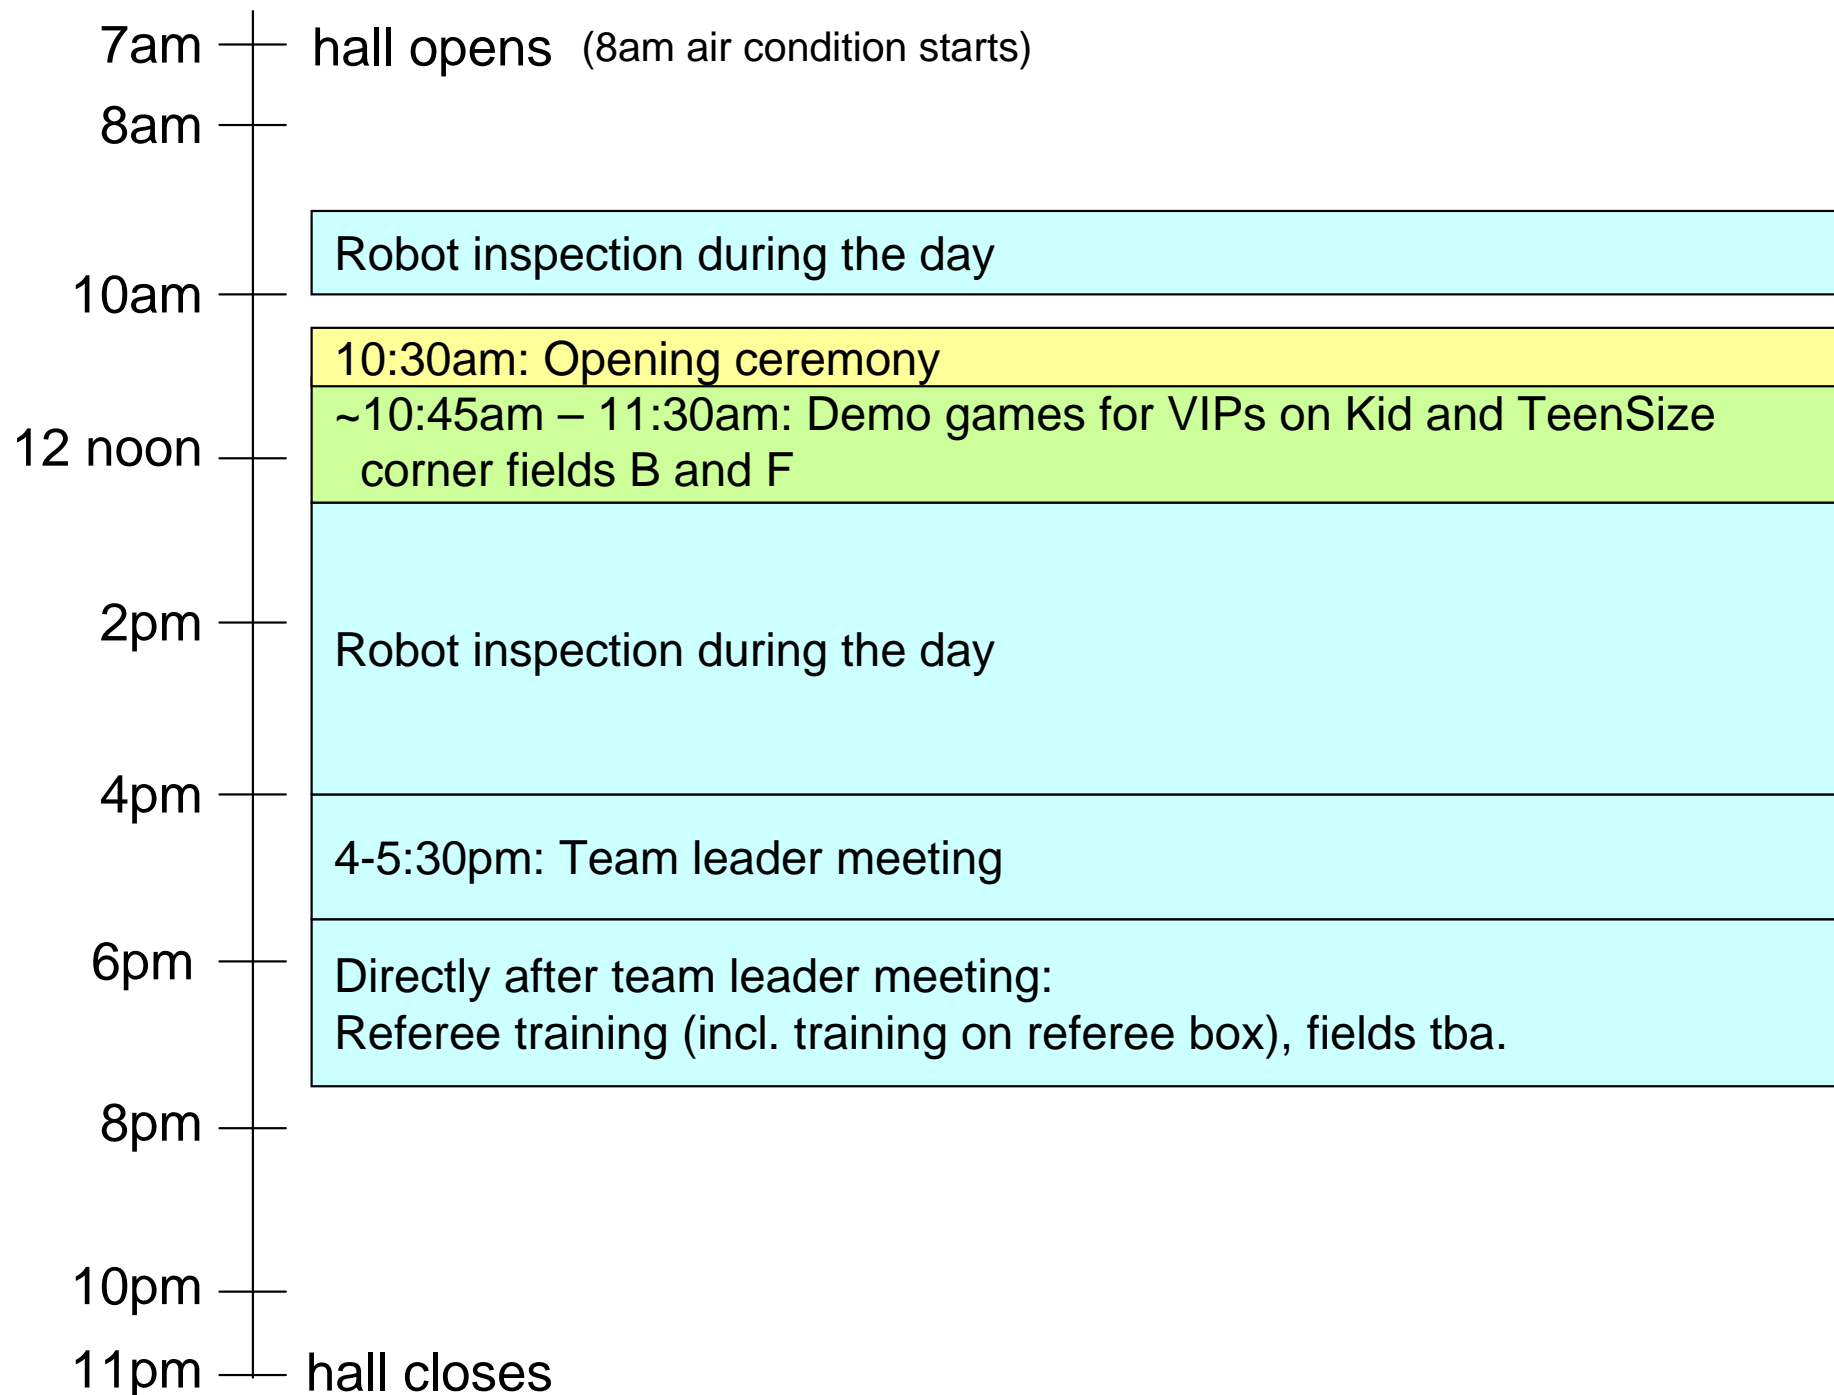 7am hall opens (8am air condition starts)
8am
Robot inspection during the day
10am
10:30am: Opening ceremony
~10:45am – 11:30am: Demo games for VIPs on Kid and TeenSize
corner fields B and F
12 noon
2pm
Robot inspection during the day
4pm
4-5:30pm: Team leader meeting
6pm
Directly after team leader meeting:
Referee training (incl. training on referee box), fields tba.
8pm
10pm
11pm hall closes